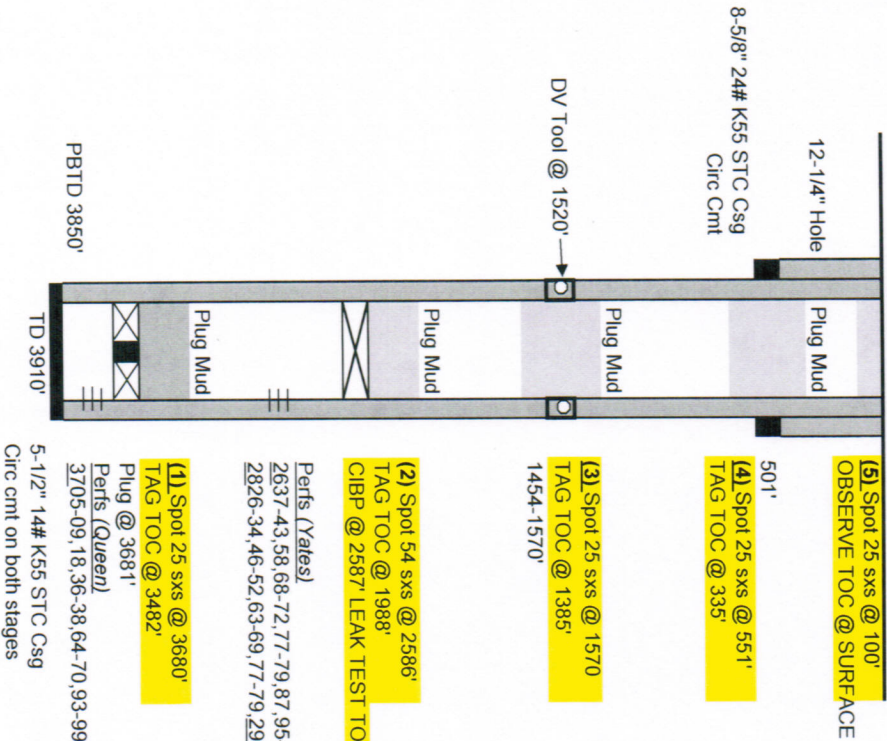 12-1/4" Hole
8-5/8" 24# K55 STC Csg
Circ Cmt
DV Tool @ 1520'
PBTD 3850'
TD 3910'
Plug Mud
Plug Mud
Plug Mud
Plug Mud
(5) Spot 25 sxs @ 100'
OBSERVE TOC @ SURFACE
501'
(4) Spot 25 sxs @ 551'
TAG TOC @ 335'
(3) Spot 25 sxs @ 1570
TAG TOC @ 1385'
1454-1570'
(2) Spot 54 sxs @ 2586'
TAG TOC @ 1988'
CIBP @ 2587' LEAK TEST TO
Perfs (Yates)
2637-43,58,68-72,77-79,87,95
2826-34,46-52,63-69,77-79,29
(1) Spot 25 sxs @ 3680'
TAG TOC @ 3482'
Plug @ 3681'
Perfs (Queen)
3705-09,18,36-38,64-70,93-99
5-1/2" 14# K55 STC Csg
Circ cmt on both stages